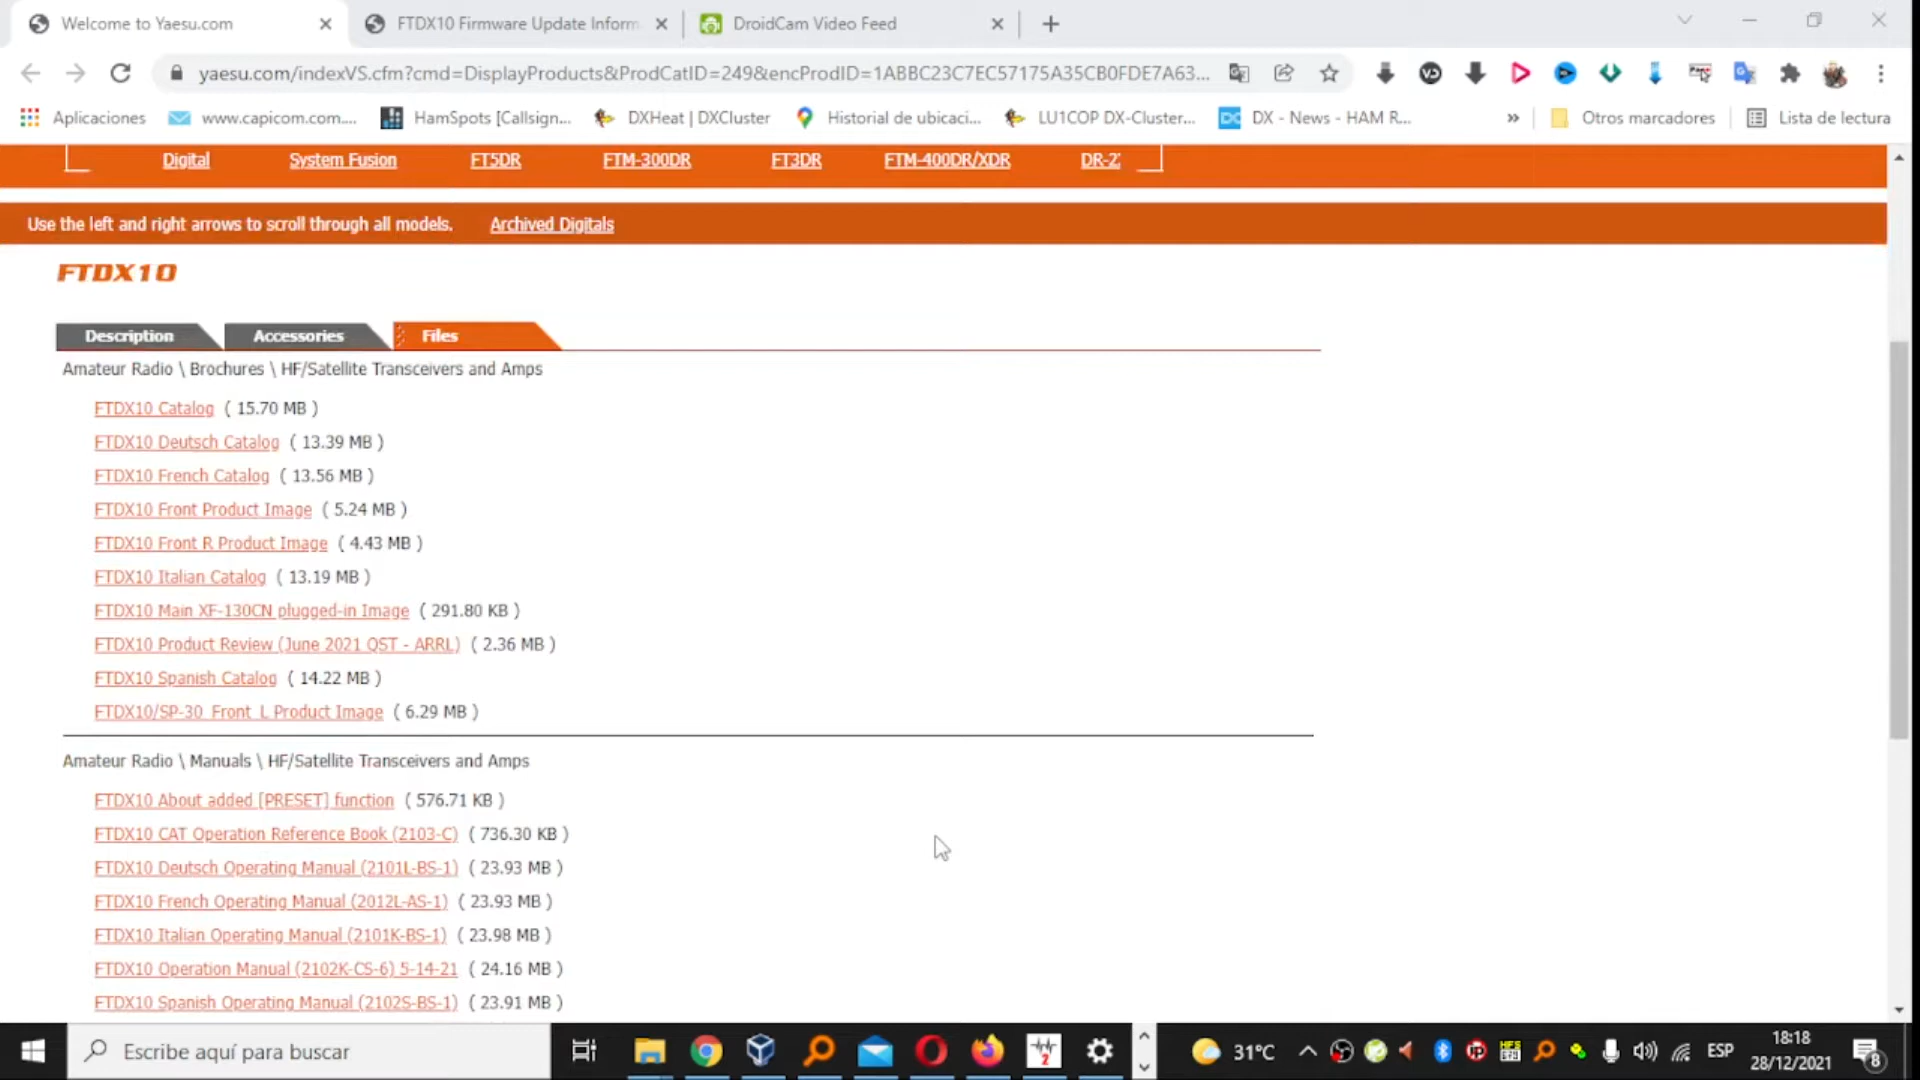 Welcome to Yaesu.com
FTDX10 Firmware Update Inform
DroidCam Video Feed
yaesu.com/indexVS.cfm?cmd=DisplayProducts&ProdCatID=249&encProdID=1ABBC23C7EC57175A35CB0FDE7A63...
Aplicaciones
www.capicom.com....
HamSpots [Callsign...
DXHeat | DXCluster
Historial de ubicaci...
LU1COP DX-Cluster...
DX - News - HAM R...
»
Otros marcadores
Lista de lectura
Digital
System Fusion
FT5DR
FTM-300DR
FT3DR
FTM-400DR/XDR
DR-2
Use the left and right arrows to scroll through all models.
Archived Digitals
FTDX10
Description
Accessories
Files
Amateur Radio \ Brochures \ HF/Satellite Transceivers and Amps
FTDX10 Catalog ( 15.70 MB )
FTDX10 Deutsch Catalog ( 13.39 MB )
FTDX10 French Catalog ( 13.56 MB )
FTDX10 Front Product Image ( 5.24 MB )
FTDX10 Front R Product Image ( 4.43 MB )
FTDX10 Italian Catalog ( 13.19 MB )
FTDX10 Main XF-130CN plugged-in Image ( 291.80 KB )
FTDX10 Product Review (June 2021 QST - ARRL) ( 2.36 MB )
FTDX10 Spanish Catalog ( 14.22 MB )
FTDX10/SP-30 Front L Product Image ( 6.29 MB )
Amateur Radio \ Manuals \ HF/Satellite Transceivers and Amps
FTDX10 About added [PRESET] function ( 576.71 KB )
FTDX10 CAT Operation Reference Book (2103-C) ( 736.30 KB )
FTDX10 Deutsch Operating Manual (2101L-BS-1) ( 23.93 MB )
FTDX10 French Operating Manual (2012L-AS-1) ( 23.93 MB )
FTDX10 Italian Operating Manual (2101K-BS-1) ( 23.98 MB )
FTDX10 Operation Manual (2102K-CS-6) 5-14-21 ( 24.16 MB )
FTDX10 Spanish Operating Manual (2102S-BS-1) ( 23.91 MB )
Escribe aquí para buscar
31°C
ESP
18:18
28/12/2021
8